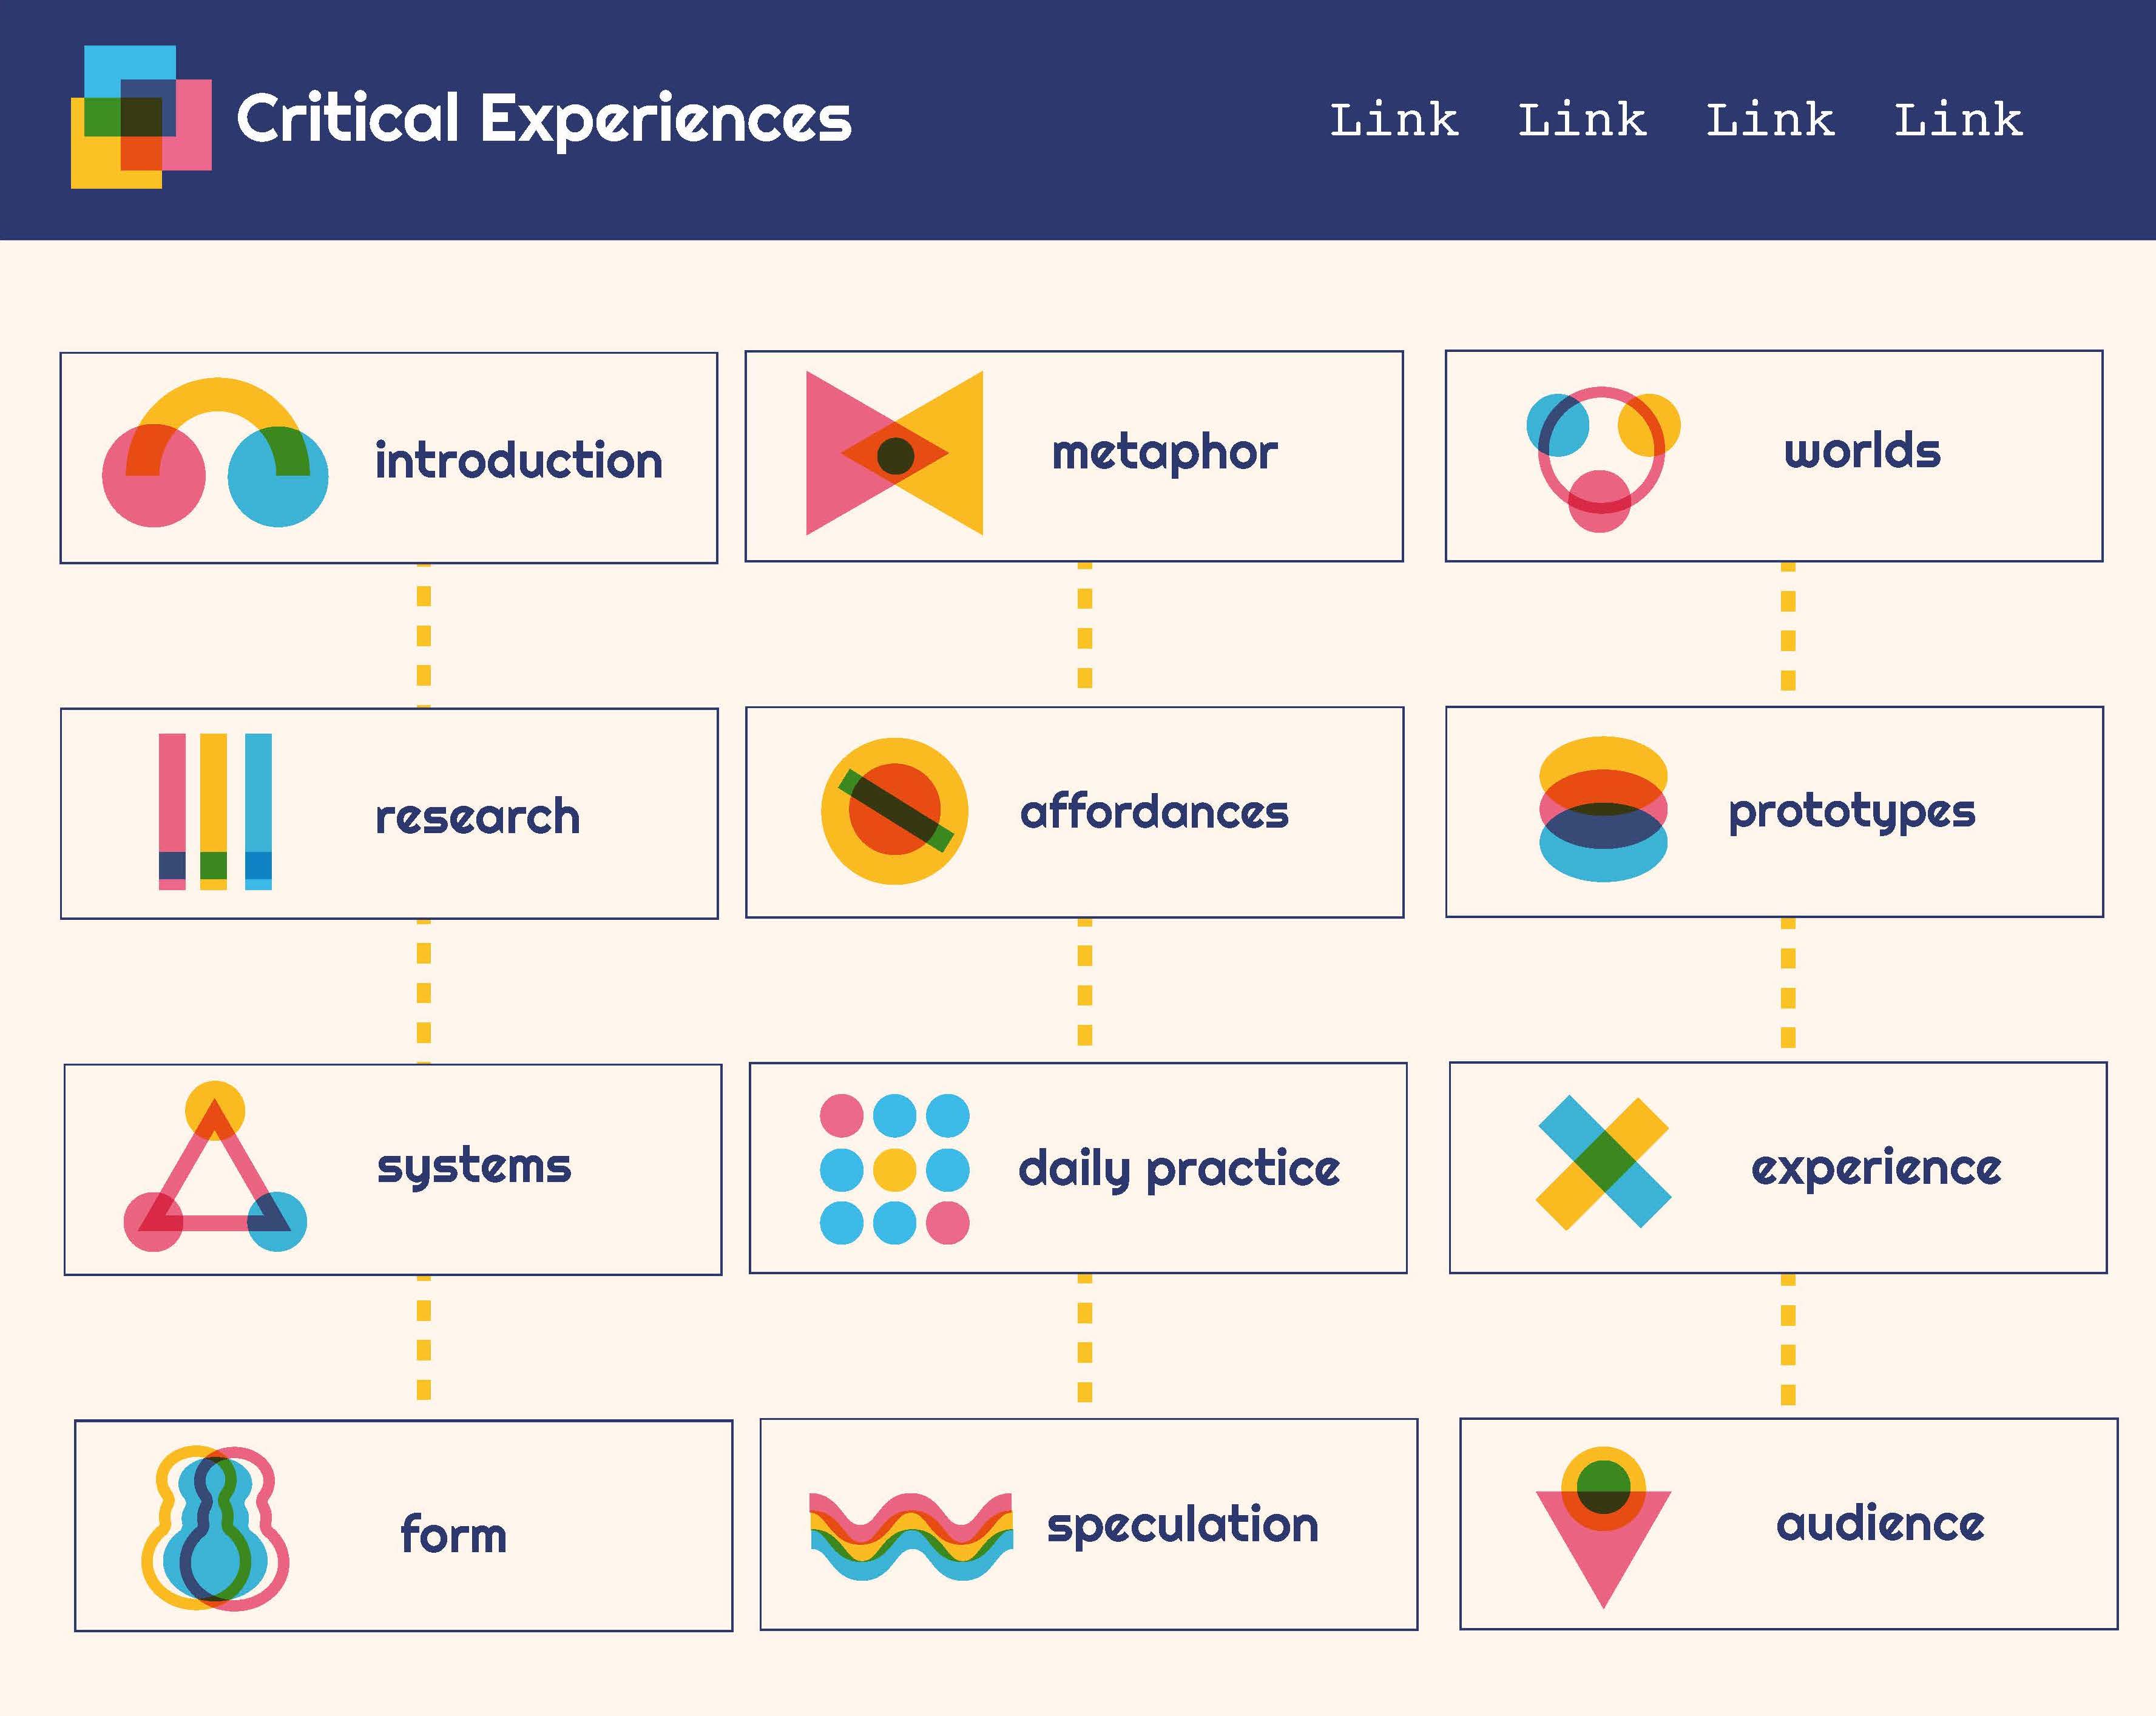 Critical Experiences
Link Link Link Link
introduction
metaphor
worlds
research
affordances
prototypes
systems
daily practice
experience
form
speculation
audience